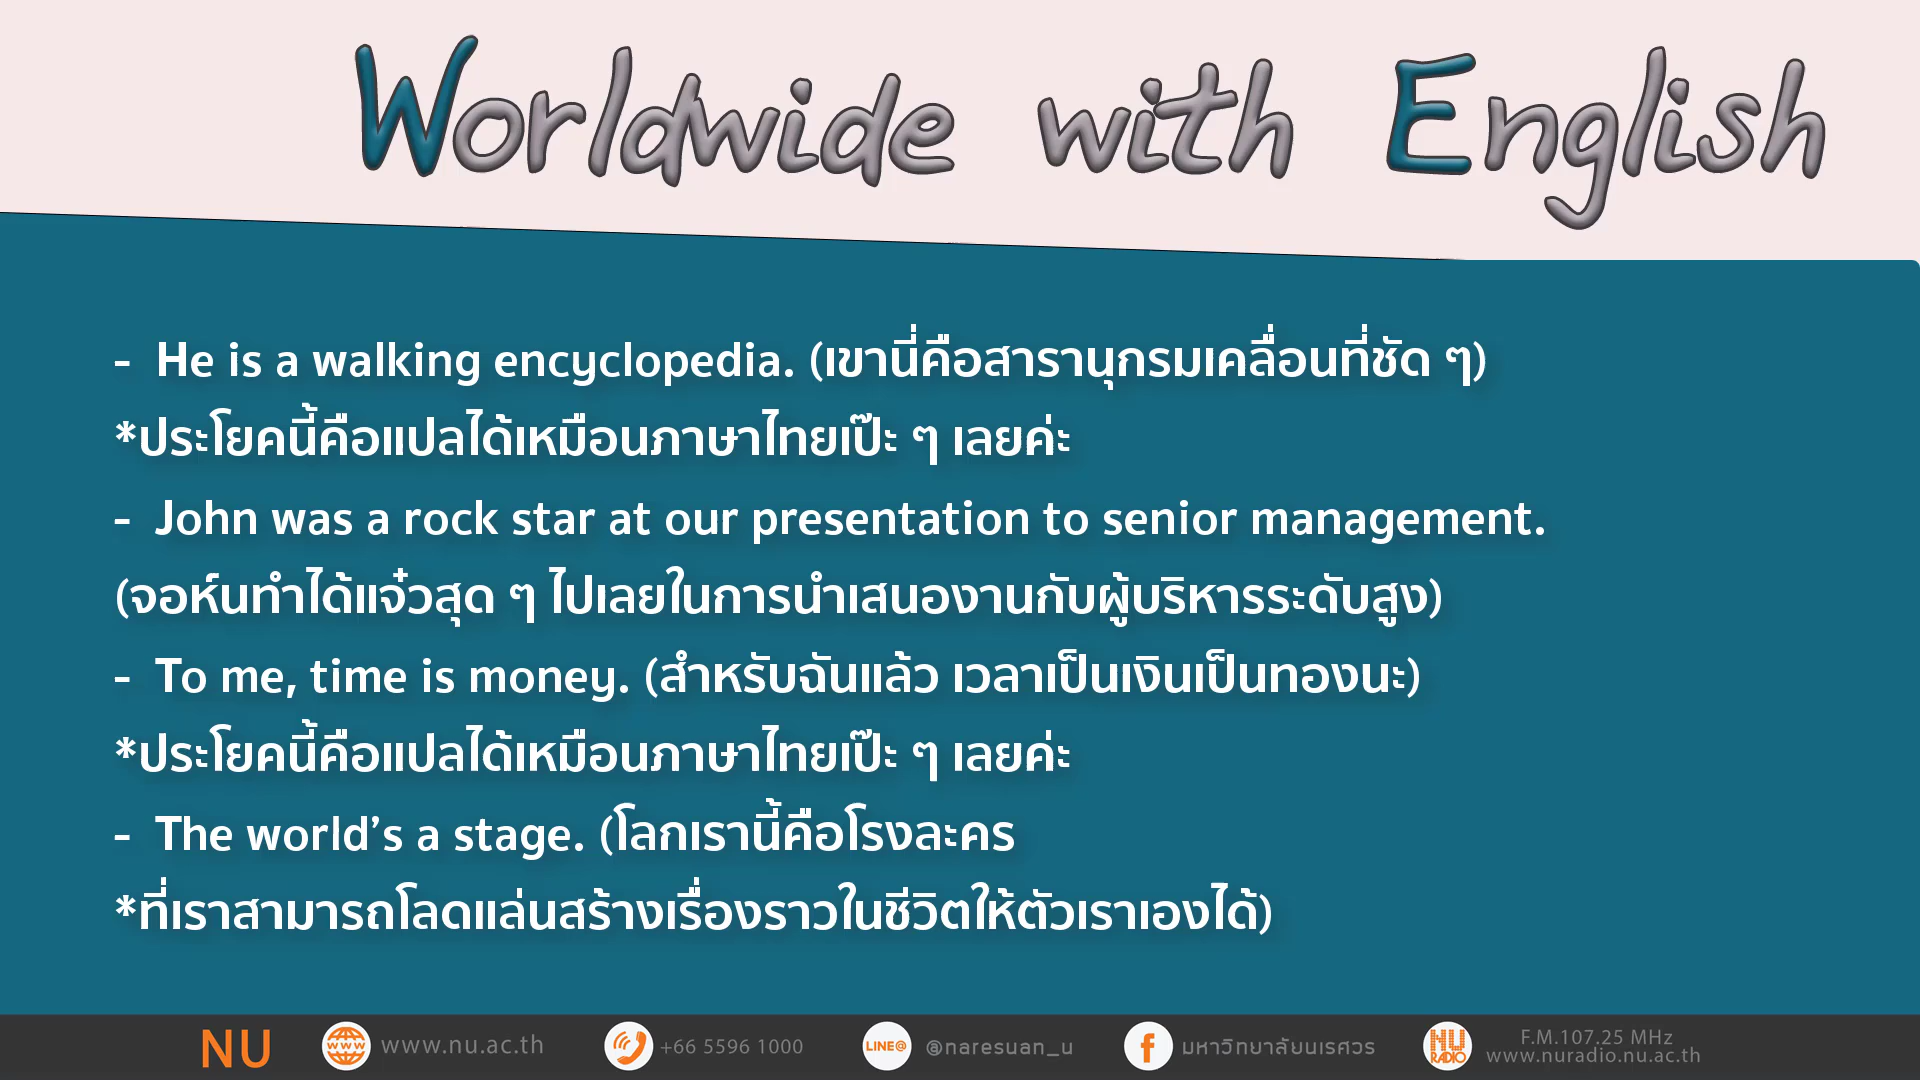 Worldwide with English
- He is a walking encyclopedia. (เขานี่คือสารานุกรมเคลื่อนที่ชัด ๆ)
*ประโยคนี้คือแปลได้เหมือนภาษาไทยเป๊ะ ๆ เลยค่ะ
- John was a rock star at our presentation to senior management.
(จอห์นทำได้แจ๋วสุด ๆ ไปเลยในการนำเสนองานกับผู้บริหารระดับสูง)
- To me, time is money. (สำหรับฉันแล้ว เวลาเป็นเงินเป็นทองนะ)
*ประโยคนี้คือแปลได้เหมือนภาษาไทยเป๊ะ ๆ เลยค่ะ
- The world’s a stage. (โลกเรานี้คือโรงละคร
*ที่เราสามารถโลดแล่นสร้างเรื่องราวในชีวิตให้ตัวเราเองได้)
NU www www.nu.ac.th +66 5596 1000 LINE@ @naresuan_u f มหาวิทยาลัยนเรศวร NU RADIO F.M.107.25 MHz
www.nuradio.nu.ac.th